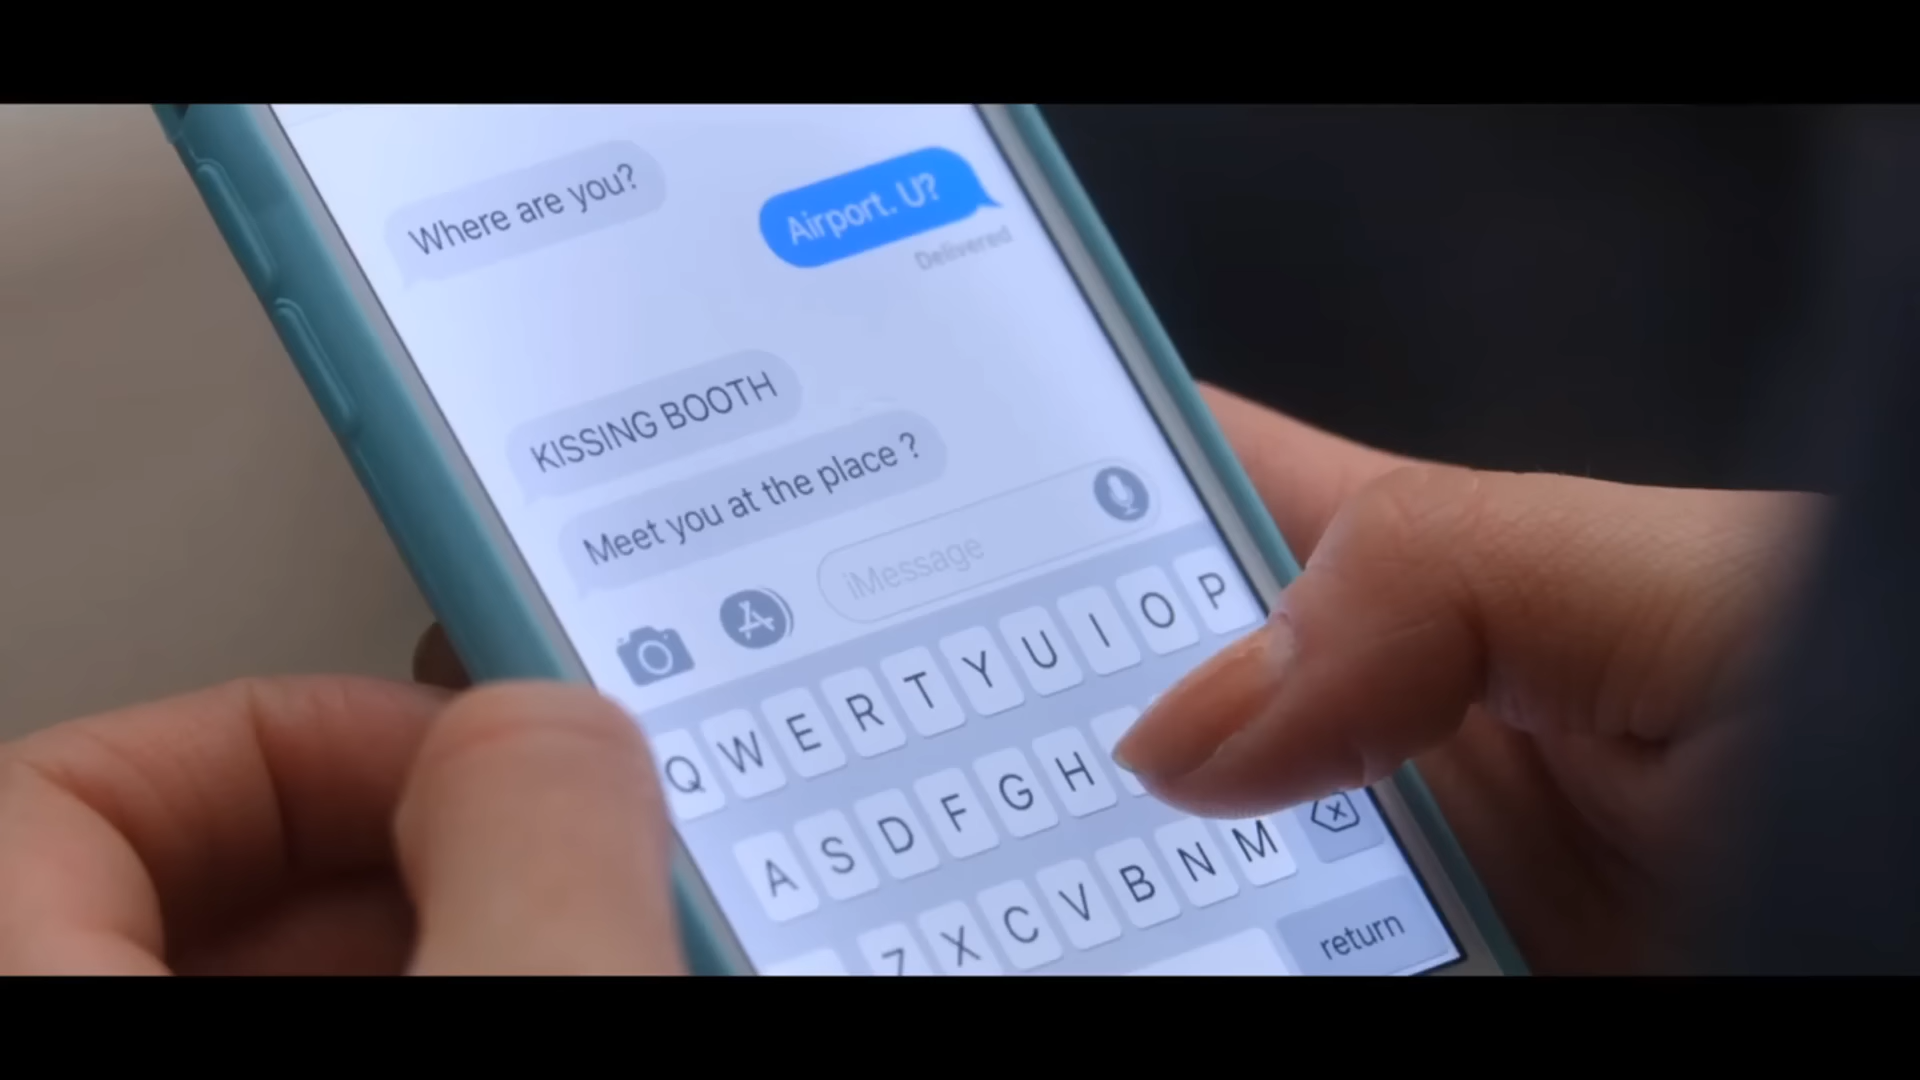 Where are you?
Airport. U?
Delivered
KISSING BOOTH
Meet you at the place ?
iMessage
Q W E R T Y U I O P
A S D F G H
Z X C V B N M
return